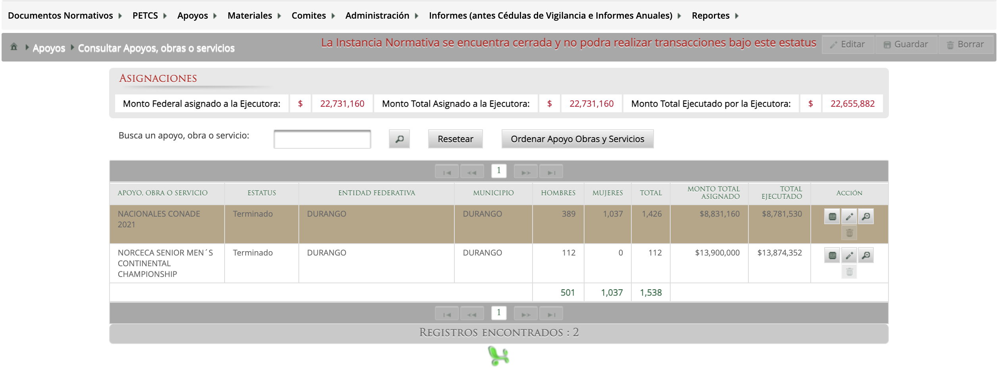 Documentos Normativos PETCS Apoyos Materiales Comites Administración Informes (antes Cédulas de Vigilancia e Informes Anuales) Reportes
Apoyos Consultar Apoyos, obras o servicios La Instancia Normativa se encuentra cerrada y no podra realizar transacciones bajo este estatus Editar Guardar Borrar
Asignaciones
Monto Federal asignado a la Ejecutora: $ 22,731,160 Monto Total Asignado a la Ejecutora: $ 22,731,160 Monto Total Ejecutado por la Ejecutora: $ 22,655,882
Busca un apoyo, obra o servicio: Resetear Ordenar Apoyo Obras y Servicios
1
APOYO, OBRA O SERVICIO ESTATUS ENTIDAD FEDERATIVA MUNICIPIO HOMBRES MUJERES TOTAL MONTO TOTAL ASIGNADO TOTAL EJECUTADO ACCIÓN
NACIONALES CONADE 2021 Terminado DURANGO DURANGO 389 1,037 1,426 $8,831,160 $8,781,530
NORCECA SENIOR MEN´S CONTINENTAL CHAMPIONSHIP Terminado DURANGO DURANGO 112 0 112 $13,900,000 $13,874,352
501 1,037 1,538
1
Registros encontrados : 2